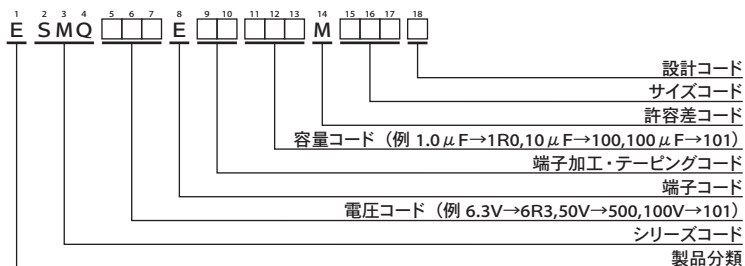 1 2 3 4 5 6 7 8 9 10 11 12 13 14 15 16 17 18
E SMQ □□□ E □□ □□□ M □□□ □
設計コード
サイズコード
許容差コード
容量コード（例 1.0μF→1R0,10μF→100,100μF→101）
端子加工・テーピングコード
端子コード
電圧コード（例 6.3V→6R3,50V→500,100V→101）
シリーズコード
製品分類